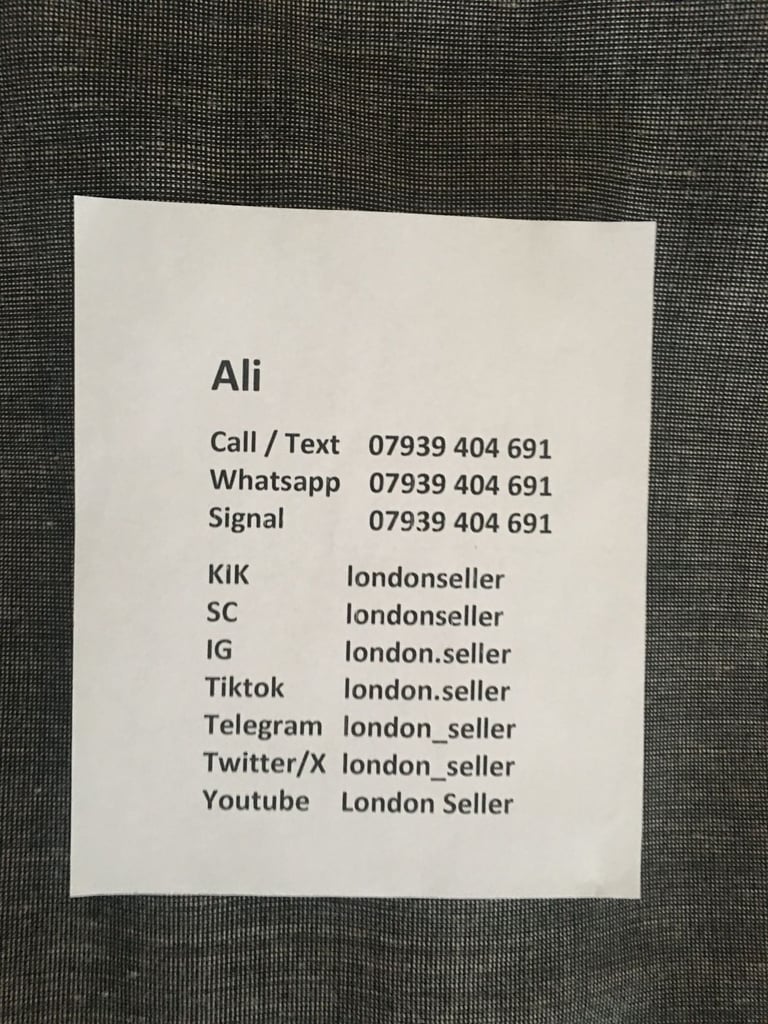 Ali
Call / Text 07939 404 691
Whatsapp 07939 404 691
Signal 07939 404 691
KiK londonseller
SC londonseller
IG london.seller
Tiktok london.seller
Telegram london_seller
Twitter/X london_seller
Youtube London Seller